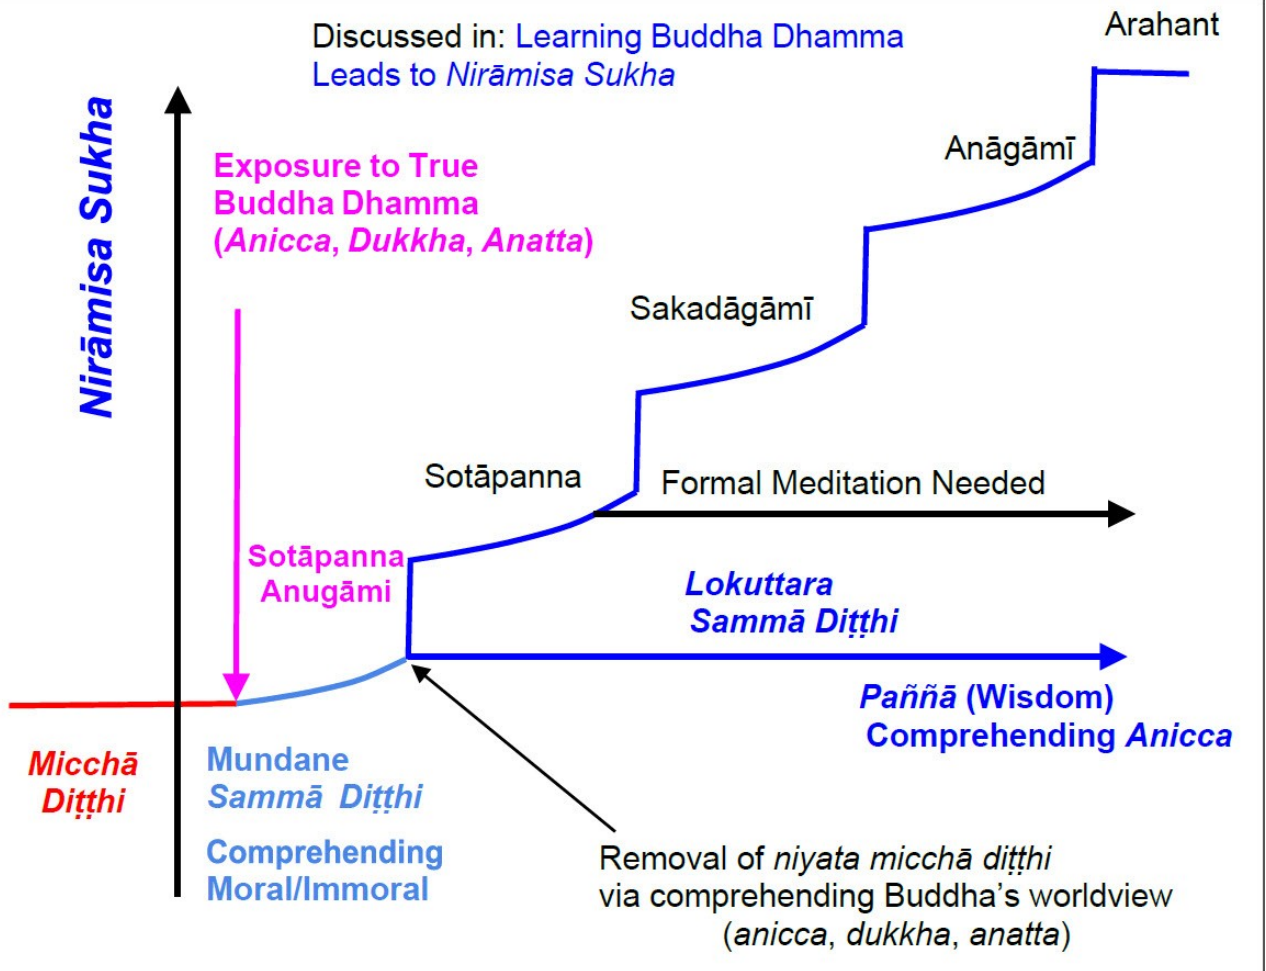 Discussed in: Learning Buddha Dhamma
Leads to Nirāmisa Sukha
Arahant
Nirāmisa Sukha
Exposure to True
Buddha Dhamma
(Anicca, Dukkha, Anatta)
Anāgāmī
Sakadāgāmī
Sotāpanna
Formal Meditation Needed
Sotāpanna
Anugāmi
Lokuttara
Sammā Diṭṭhi
Paññā (Wisdom)
Comprehending Anicca
Micchā
Diṭṭhi
Mundane
Sammā Diṭṭhi
Comprehending
Moral/Immoral
Removal of niyata micchā diṭṭhi
via comprehending Buddha's worldview
(anicca, dukkha, anatta)